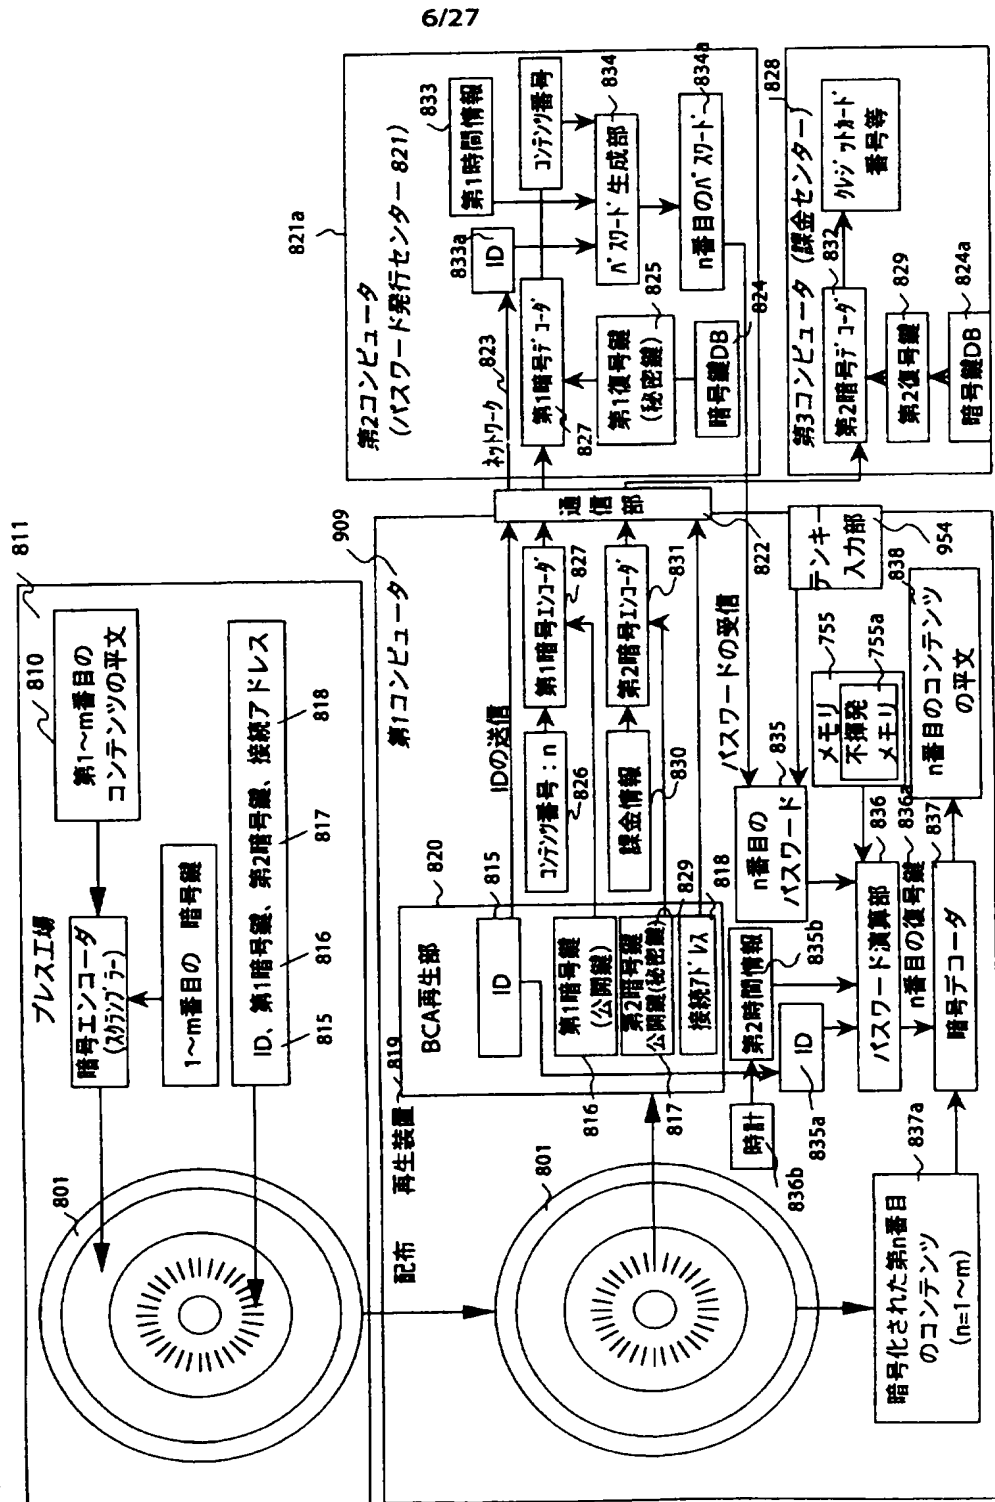 6/27
プレス工場
811
810
第1~m番目の
コンテンツの平文
暗号エンコーダ
(スクランブラー)
1~m番目の 暗号鍵
ID、第1暗号鍵、第2暗号鍵、接続アドレス
815
816
817
818
801
配布
再生装置
819
第1コンピュータ
909
801
BCA再生部
820
ID
815
第1暗号鍵
(公開鍵)
816
第2暗号鍵
公開鍵(秘密鍵)
817
829
接続アドレス
818
IDの送信
コンテンツ番号:n
826
第1暗号エンコーダ
827
課金情報
830
第2暗号エンコーダ
831
通信部
822
パスワードの受信
テンキー
入力部
954
n番目の
パスワード
835
メモリ
755
不揮発
メモリ
755a
時計
836b
第2時間情報
835b
ID
835a
パスワード演算部
836
n番目の復号鍵
836a
暗号デコーダ
837
n番目のコンテンツ
の平文
838
暗号化された第n番目
のコンテンツ
(n=1~m)
837a
第2コンピュータ
(パスワード発行センター 821)
821a
ネットワーク
823
ID
833a
第1時間情報
833
第1暗号デコーダ
827
コンテンツ番号
第1復号鍵
(秘密鍵)
825
暗号鍵DB
824
パスワード生成部
834
n番目のパスワード
834a
第3コンピュータ (課金センター)
828
第2暗号デコーダ
832
クレジットカード
番号等
第2復号鍵
829
暗号鍵DB
824a